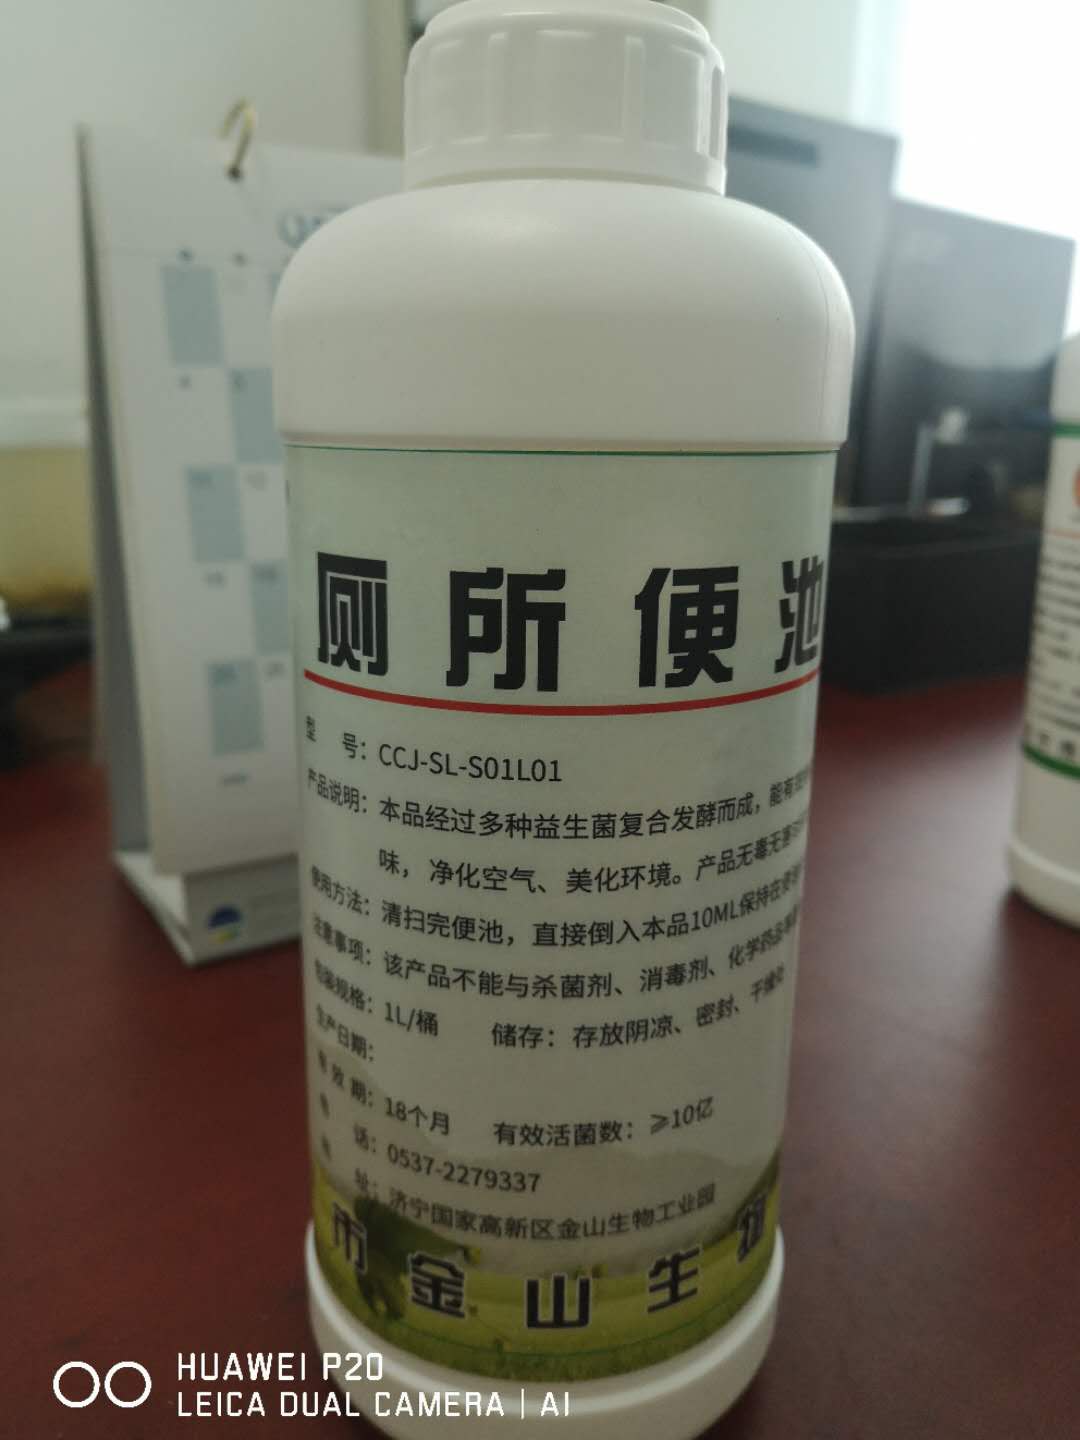 厕所便池
型 号：CCJ-SL-S01L01
产品说明：本品经过多种益生菌复合发酵而成，能有
味，净化空气、美化环境。产品无毒无害
使用方法：清扫完便池，直接倒入本品10ML保持在便
注意事项：该产品不能与杀菌剂、消毒剂、化学药品
包装规格：1L/桶 储存：存放阴凉、密封、干燥处
生产日期：
有效期：18个月 有效活菌数：≥10亿
电 话：0537-2279337
地 址：济宁国家高新区金山生物工业园
市金山生物
HUAWEI P20
LEICA DUAL CAMERA | AI